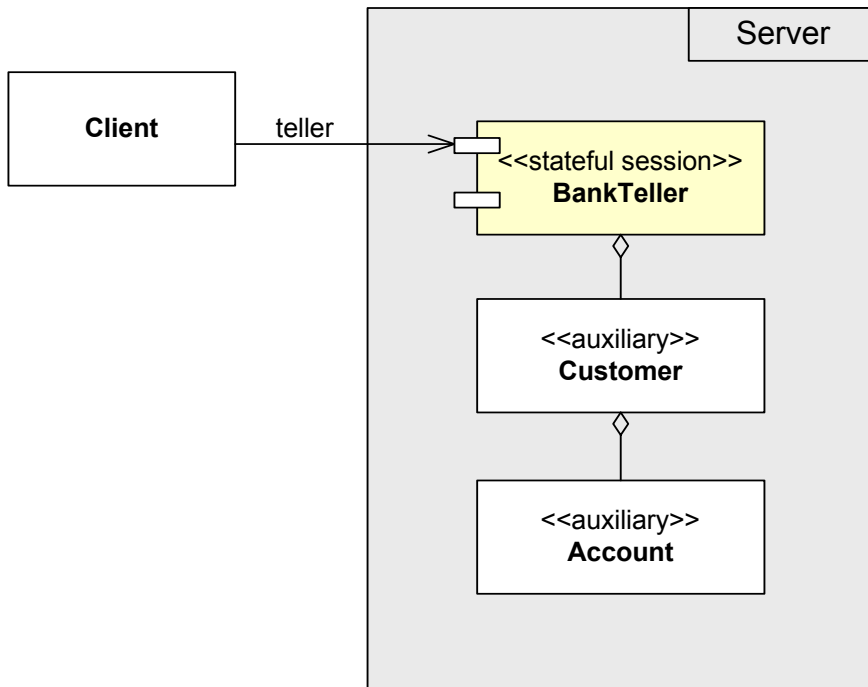 Server
Client
teller
<<stateful session>>
BankTeller
<<auxiliary>>
Customer
<<auxiliary>>
Account